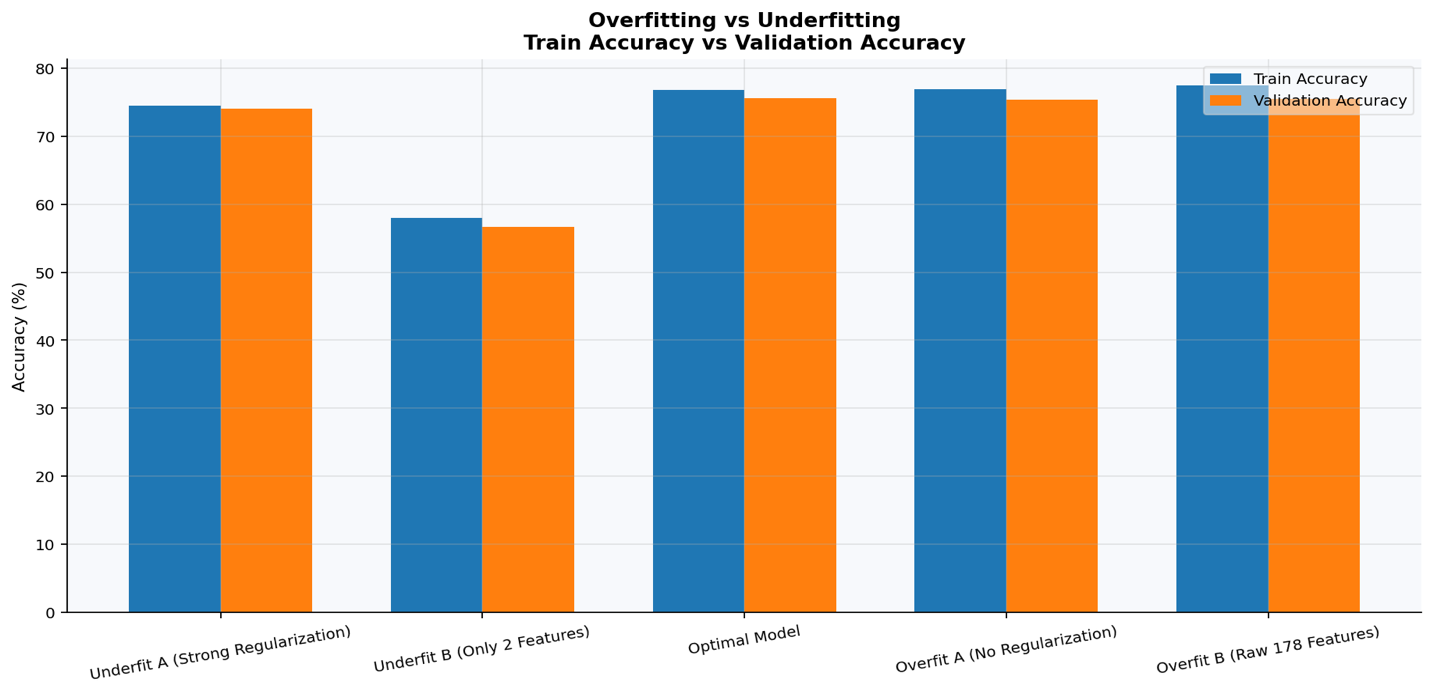 Overfitting vs Underfitting
Train Accuracy vs Validation Accuracy
Train Accuracy
Validation Accuracy
Accuracy (%)
80
70
60
50
40
30
20
10
0
Underfit A (Strong Regularization)
Underfit B (Only 2 Features)
Optimal Model
Overfit A (No Regularization)
Overfit B (Raw 178 Features)